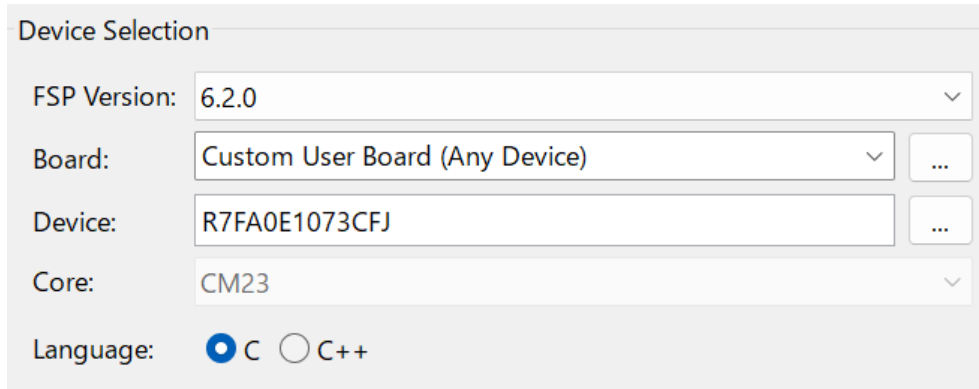 Device Selection
FSP Version: 6.2.0
Board: Custom User Board (Any Device) ...
Device: R7FA0E1073CFJ ...
Core: CM23
Language: C C++